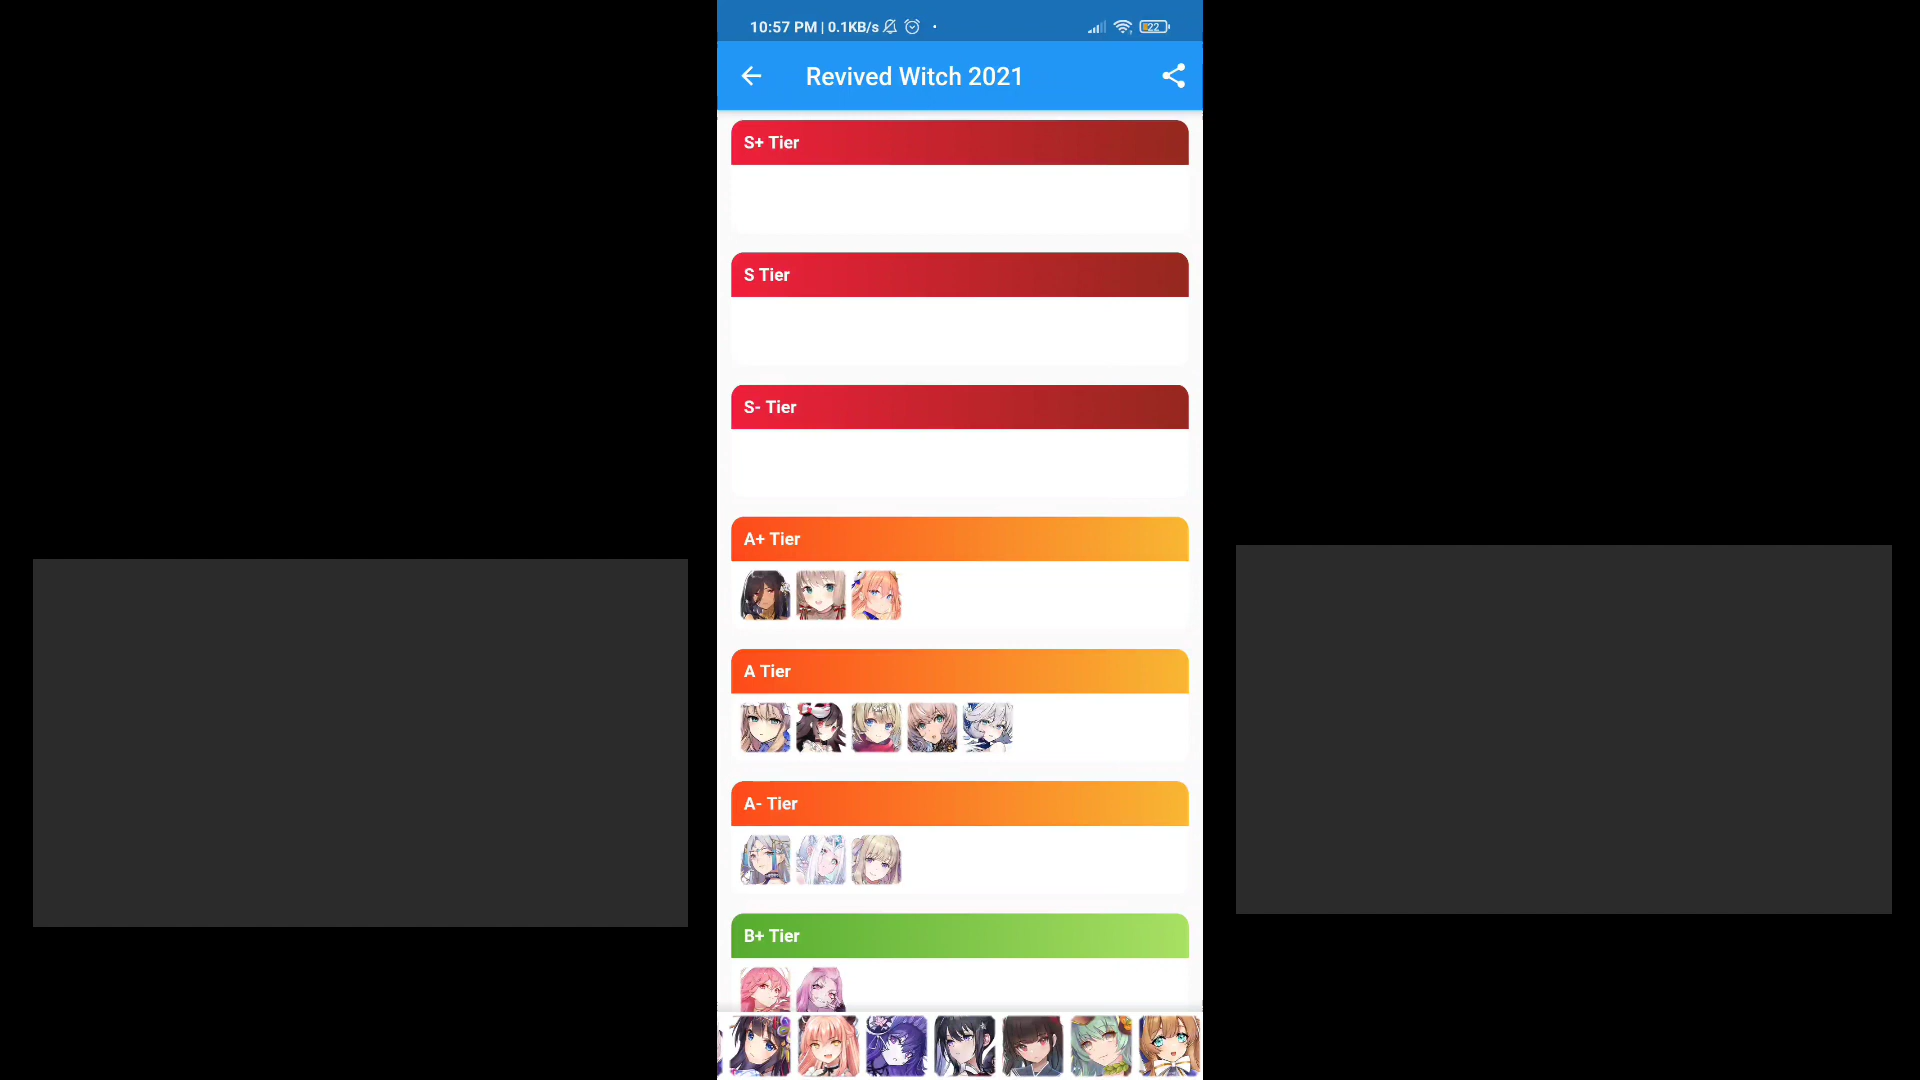 10:57 PM | 0.1KB/s
22
Revived Witch 2021
S+ Tier
S Tier
S- Tier
A+ Tier
A Tier
A- Tier
B+ Tier